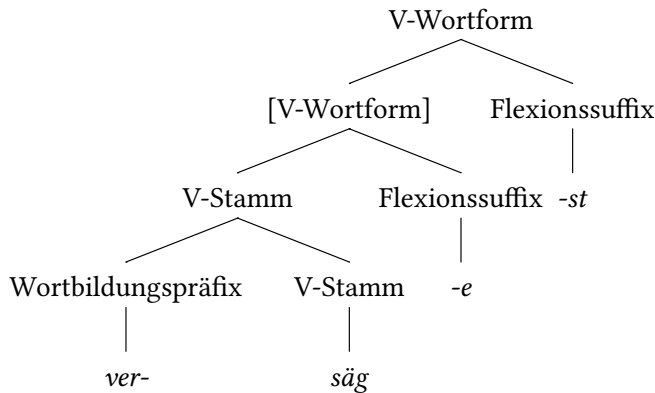 V-Wortform
[V-Wortform] Flexionssuffix
V-Stamm Flexionssuffix -st
Wortbildungspräfix V-Stamm -e
ver- säg